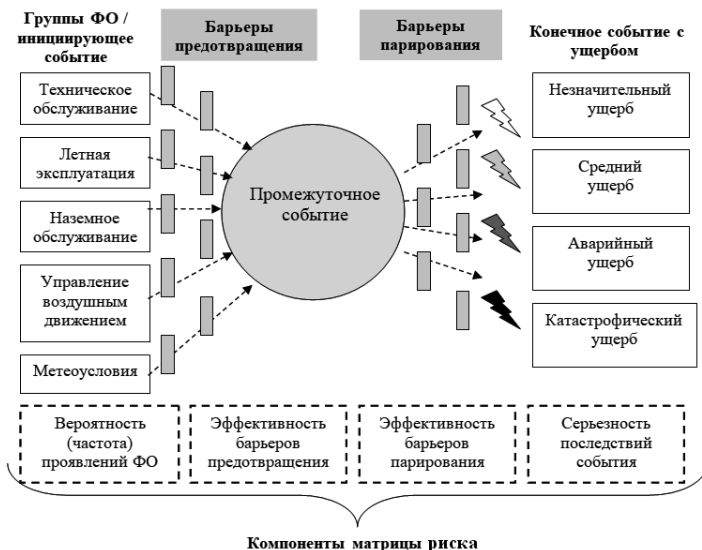 Группы ФО /
инициирующее
событие
Барьеры
предотвращения
Барьеры
парирования
Конечное событие с
ущербом
Техническое
обслуживание
Летная
эксплуатация
Наземное
обслуживание
Управление
воздушным
движением
Метеоусловия
Промежуточное
событие
Незначительный
ущерб
Средний
ущерб
Аварийный
ущерб
Катастрофический
ущерб
Вероятность
(частота)
проявлений ФО
Эффективность
барьеров
предотвращения
Эффективность
барьеров
парирования
Серьезность
последствий
события
Компоненты матрицы риска